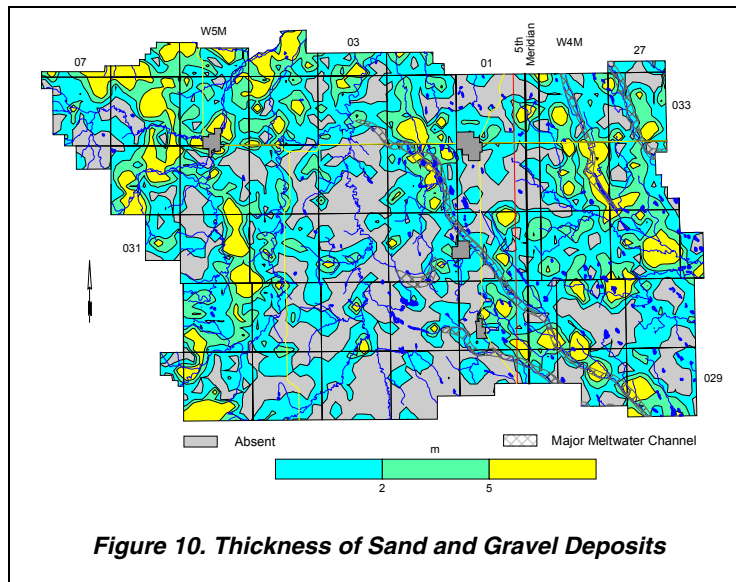 W5M
03
5th
Meridian
W4M
27
07
01
033
031
029
Absent
Major Meltwater Channel
m
2
5
Figure 10. Thickness of Sand and Gravel Deposits